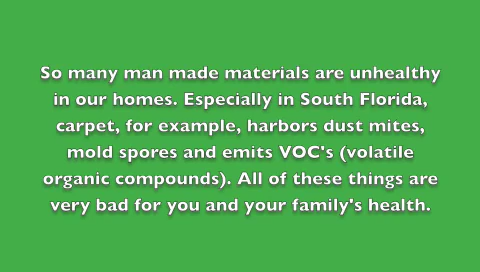 So many man made materials are unhealthy
in our homes. Especially in South Florida,
carpet, for example, harbors dust mites,
mold spores and emits VOC's (volatile
organic compounds). All of these things are
very bad for you and your family's health.